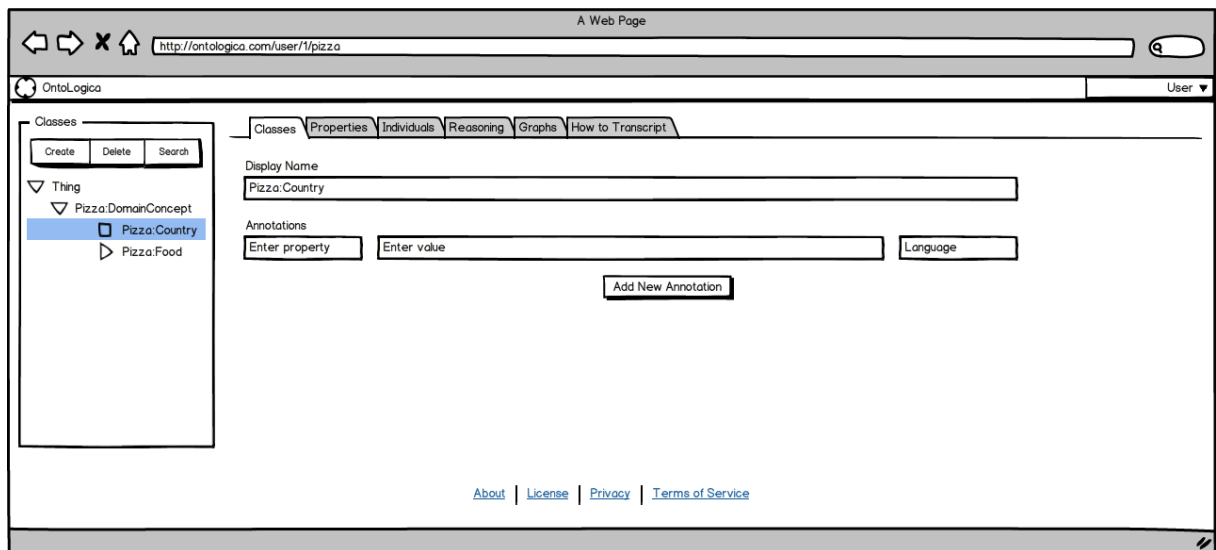 A Web Page
http://ontologica.com/user/1/pizza
OntoLogica
User
Classes
Create Delete Search
Thing
Pizza:DomainConcept
Pizza:Country
Pizza:Food
Classes Properties Individuals Reasoning Graphs How to Transcript
Display Name
Pizza:Country
Annotations
Enter property Enter value Language
Add New Annotation
About License Privacy Terms of Service